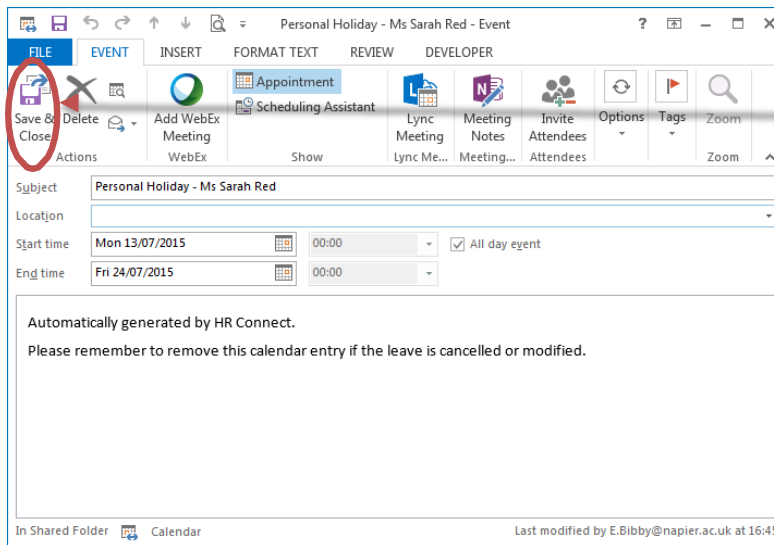 Personal Holiday - Ms Sarah Red - Event
?
FILE EVENT INSERT FORMAT TEXT REVIEW DEVELOPER
Save & Close
Delete
Actions
Add WebEx Meeting
WebEx
Appointment
Scheduling Assistant
Show
Lync Meeting
Lync Me...
Meeting Notes
Meeting...
Invite Attendees
Attendees
Options
Tags
Zoom
Zoom
Subject Personal Holiday - Ms Sarah Red
Location
Start time Mon 13/07/2015 00:00 All day event
End time Fri 24/07/2015 00:00
Automatically generated by HR Connect.
Please remember to remove this calendar entry if the leave is cancelled or modified.
In Shared Folder Calendar Last modified by E.Bibby@napier.ac.uk at 16:45